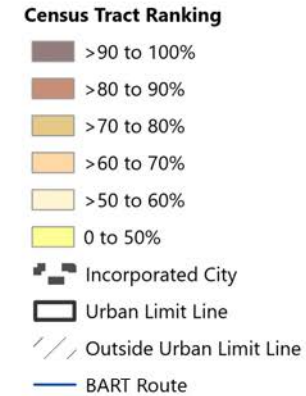 Census Tract Ranking
>90 to 100%
>80 to 90%
>70 to 80%
>60 to 70%
>50 to 60%
0 to 50%
Incorporated City
Urban Limit Line
Outside Urban Limit Line
BART Route